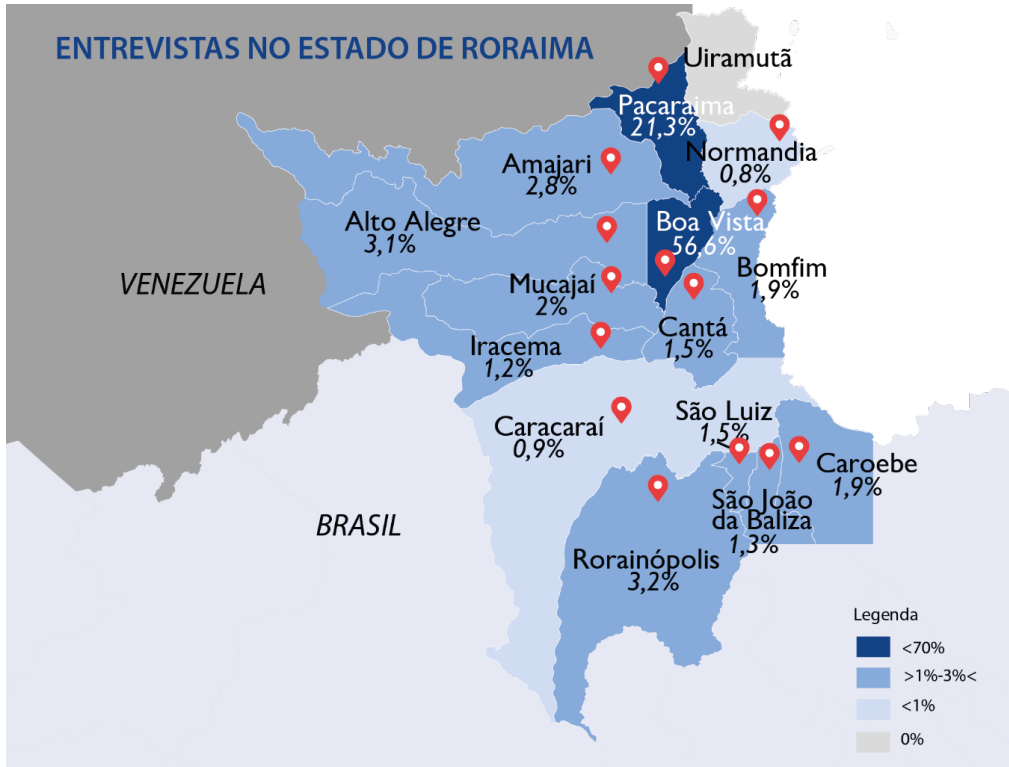 ENTREVISTAS NO ESTADO DE RORAIMA
Uiramutã
Pacaraima
21,3%
Normandia
0,8%
Amajari
2,8%
Alto Alegre
3,1%
Boa Vista
56,6%
VENEZUELA
Mucajaí
2%
Bomfim
1,9%
Cantá
1,5%
Iracema
1,2%
São Luiz
1,5%
Caracaraí
0,9%
Caroebe
1,9%
São João
da Baliza
1,3%
BRASIL
Rorainópolis
3,2%
Legenda
<70%
>1%-3%<
<1%
0%